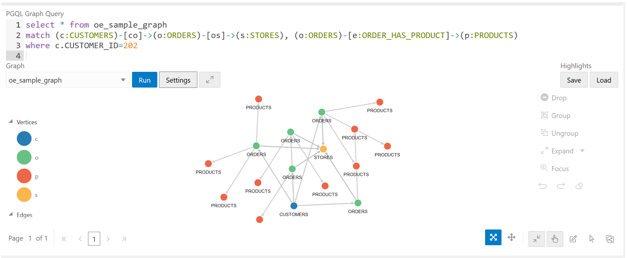 PGQL Graph Query
1 select * from oe_sample_graph
2 match (c:CUSTOMERS)-[co]->(o:ORDERS)-[os]->(s:STORES), (o:ORDERS)-[e:ORDER_HAS_PRODUCT]->(p:PRODUCTS)
3 where c.CUSTOMER_ID=202
4
Graph
Highlights
oe_sample_graph Run Settings
Save Load
Drop
Group
Ungroup
Expand
Focus
Vertices
c
o
p
s
Edges
PRODUCTS
PRODUCTS
ORDERS
PRODUCTS
ORDERS
ORDERS
STORES
PRODUCTS
PRODUCTS
ORDERS
PRODUCTS
PRODUCTS
PRODUCTS
PRODUCTS
CUSTOMERS
ORDERS
Page 1 of 1
1